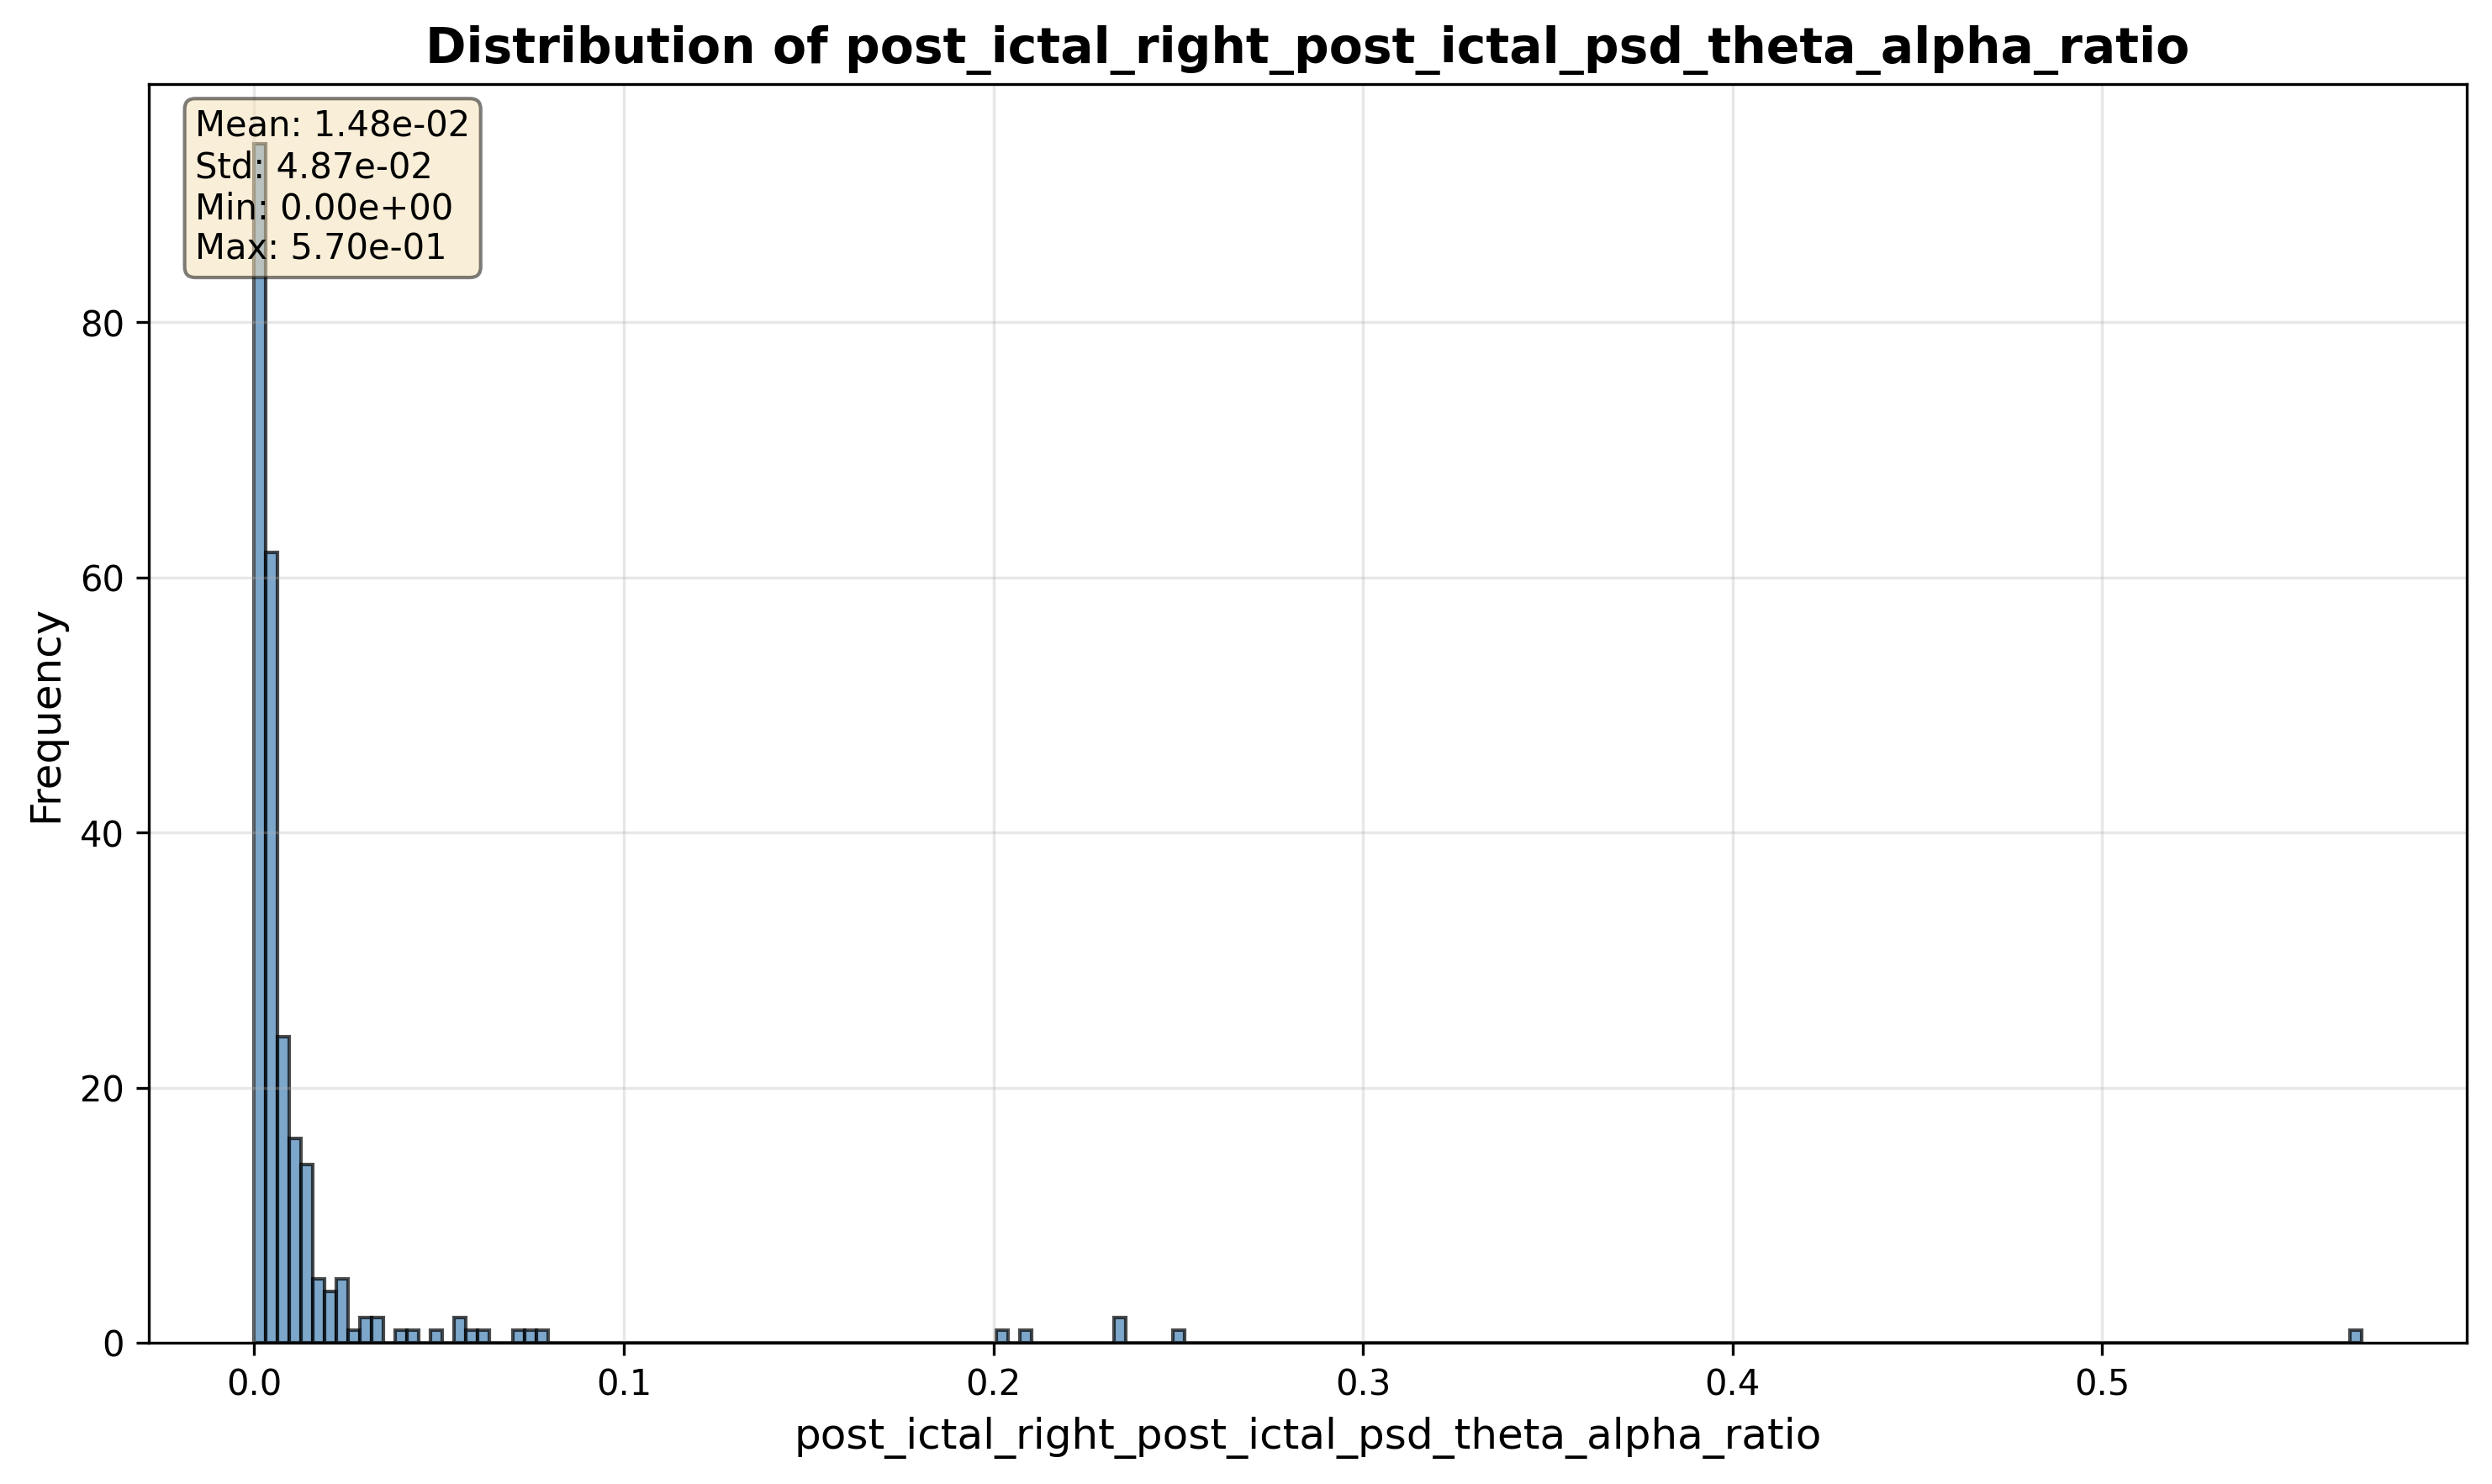 Distribution of post_ictal_right_post_ictal_psd_theta_alpha_ratio
Mean: 1.48e-02
Std: 4.87e-02
Min: 0.00e+00
Max: 5.70e-01
Frequency
80
60
40
20
0
0.0 0.1 0.2 0.3 0.4 0.5
post_ictal_right_post_ictal_psd_theta_alpha_ratio